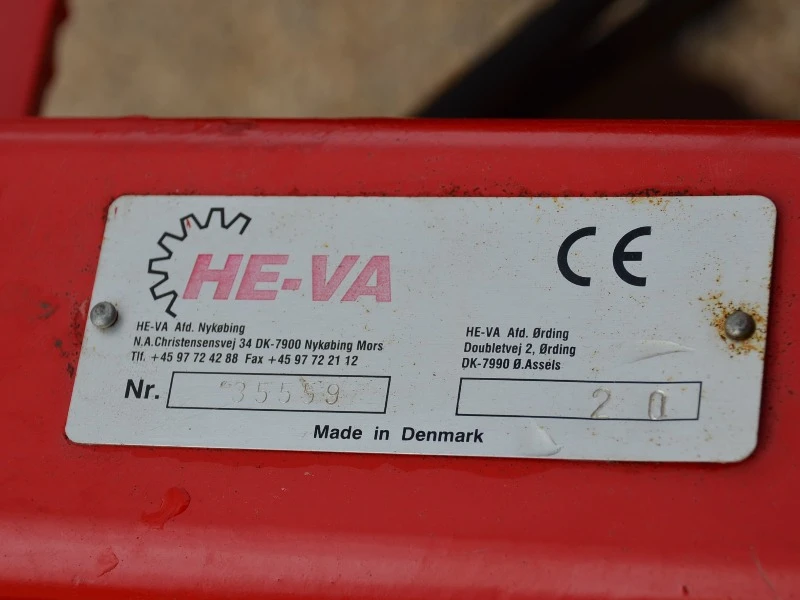 HE-VA
CE
HE-VA Afd. Nykøbing
N.A.Christensensvej 34 DK-7900 Nykøbing Mors
Tlf. +45 97 72 42 88 Fax +45 97 72 21 12
HE-VA Afd. Ørding
Doubletvej 2, Ørding
DK-7990 Ø.Assels
Nr.
20
Made in Denmark